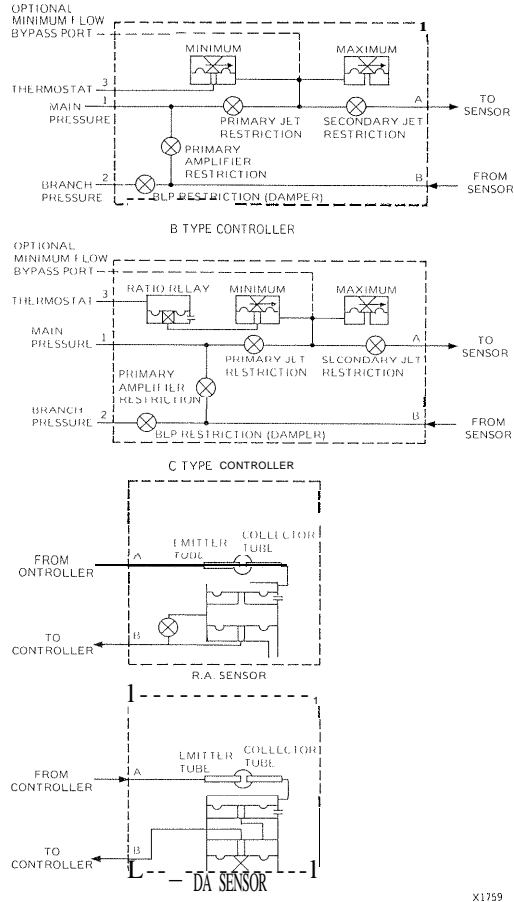 OPTIONAL
MINIMUM FLOW
BYPASS PORT
1
MINIMUM
MAXIMUM
THERMOSTAT 3
MAIN PRESSURE 1
A
TO SENSOR
PRIMARY JET RESTRICTION
SECONDARY JET RESTRICTION
PRIMARY AMPLIFIER RESTRICTION
BRANCH PRESSURE 2
B
FROM SENSOR
BLP RESTRICTION (DAMPER)
B TYPE CONTROLLER
OPTIONAL
MINIMUM FLOW
BYPASS PORT
RATIO RELAY
MINIMUM
MAXIMUM
THERMOSTAT 3
MAIN PRESSURE 1
A
TO SENSOR
PRIMARY JET RESTRICTION
SECONDARY JET RESTRICTION
PRIMARY AMPLIFIER RESTRICTION
BRANCH PRESSURE 2
B
FROM SENSOR
BLP RESTRICTION (DAMPER)
C TYPE CONTROLLER
EMITTER TUBE
COLLECTOR TUBE
FROM ONTROLLER
A
TO CONTROLLER
B
R.A. SENSOR
EMITTER TUBE
COLLECTOR TUBE
FROM CONTROLLER
A
TO CONTROLLER
B
DA SENSOR
X1759